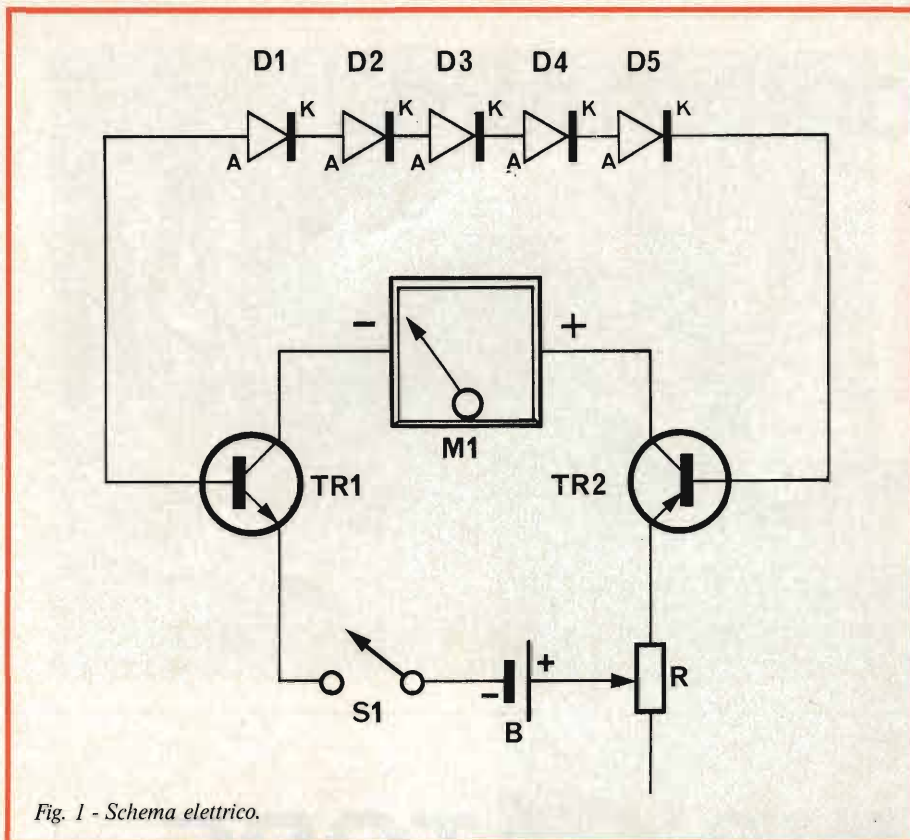 D1 D2 D3 D4 D5
K K K K K
A A A A A
- +
M1
TR1 TR2
+
R
-
S1 B
Fig. 1 - Schema elettrico.